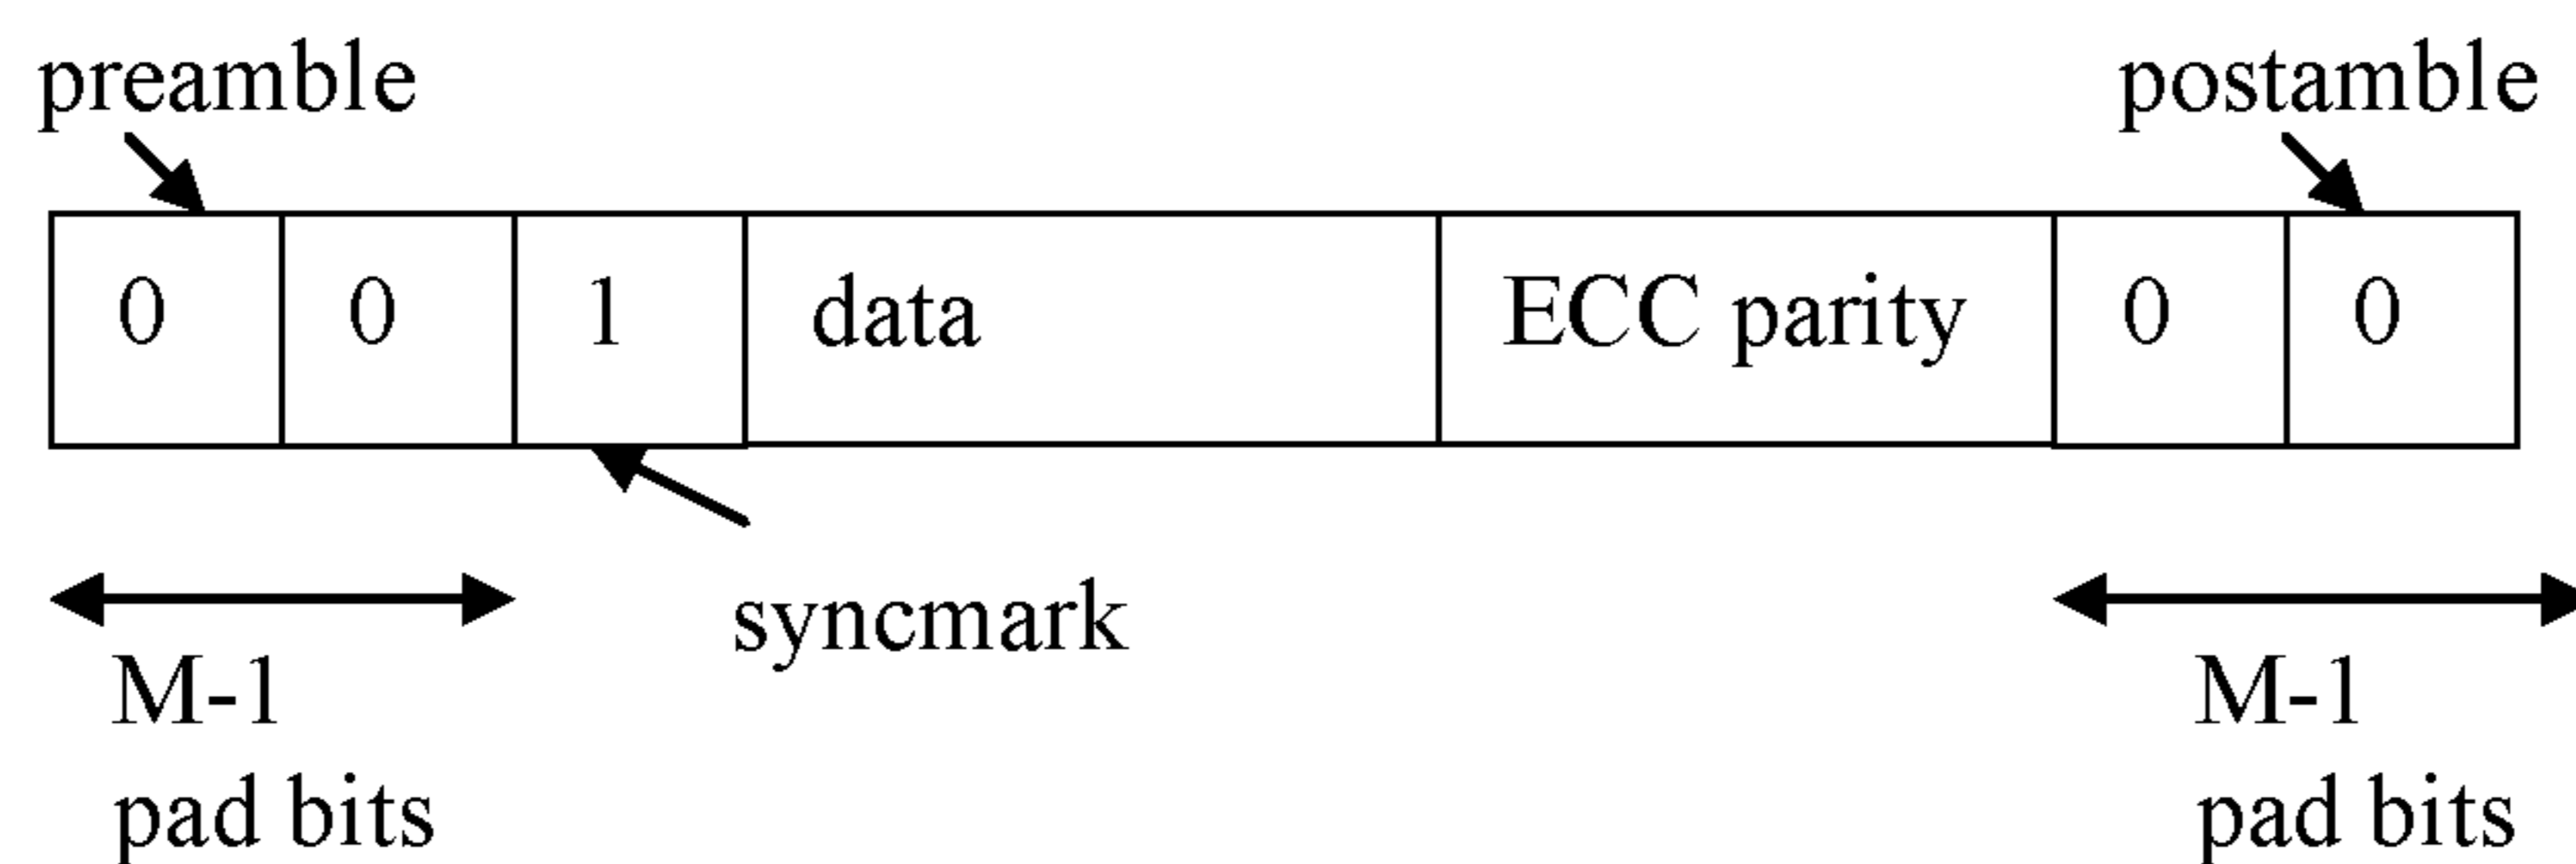 preamble postamble
0 0 1 data ECC parity 0 0
syncmark
M-1 M-1
pad bits pad bits